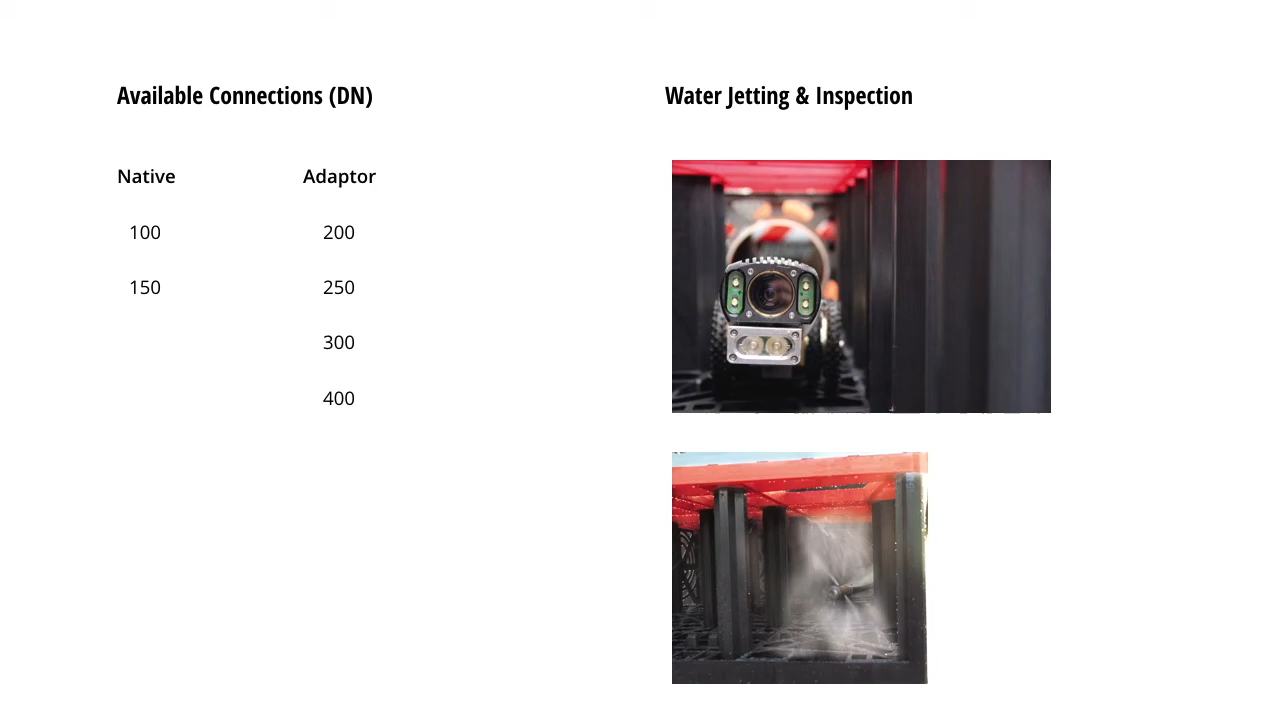 Available Connections (DN)
Native Adaptor
100 200
150 250
300
400
Water Jetting & Inspection